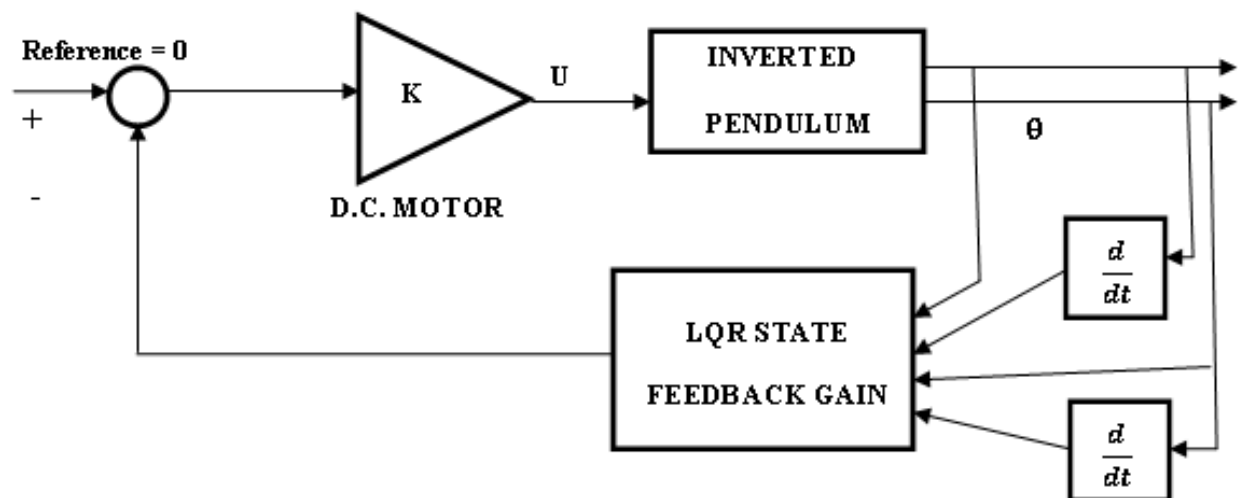 Reference = 0
+
-
K
D.C. MOTOR
U
INVERTED
PENDULUM
θ
d
dt
LQR STATE
FEEDBACK GAIN
d
dt